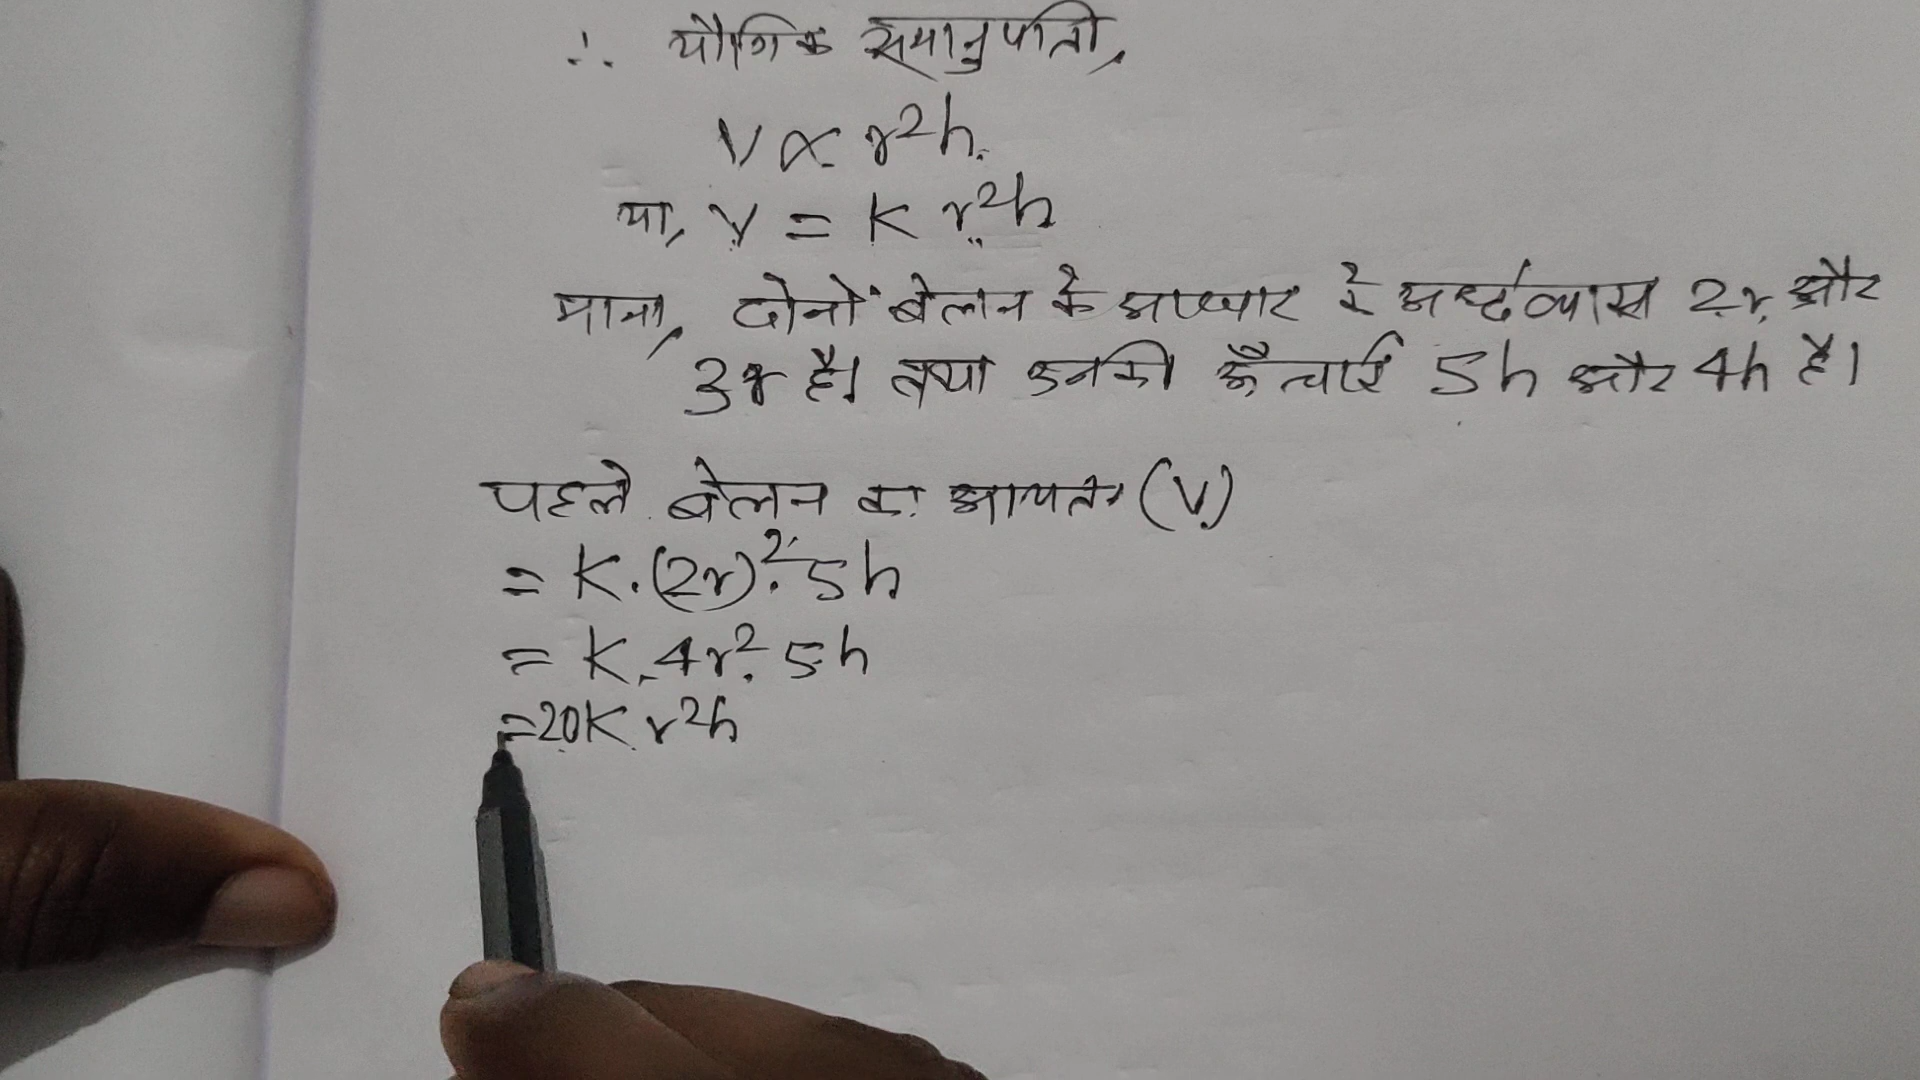 ∴ यौगिक समानुपाती,
V ∝ r²h.
या, V = K r²h
माना, दोनों बेलन के आधार के अर्द्धव्यास 2r और
3r है। तथा उनकी ऊँचाई 5h और 4h है।
पहले बेलन का आयतन (V)
= K.(2r)². 5h
= K. 4r². 5h
= 20K r²h